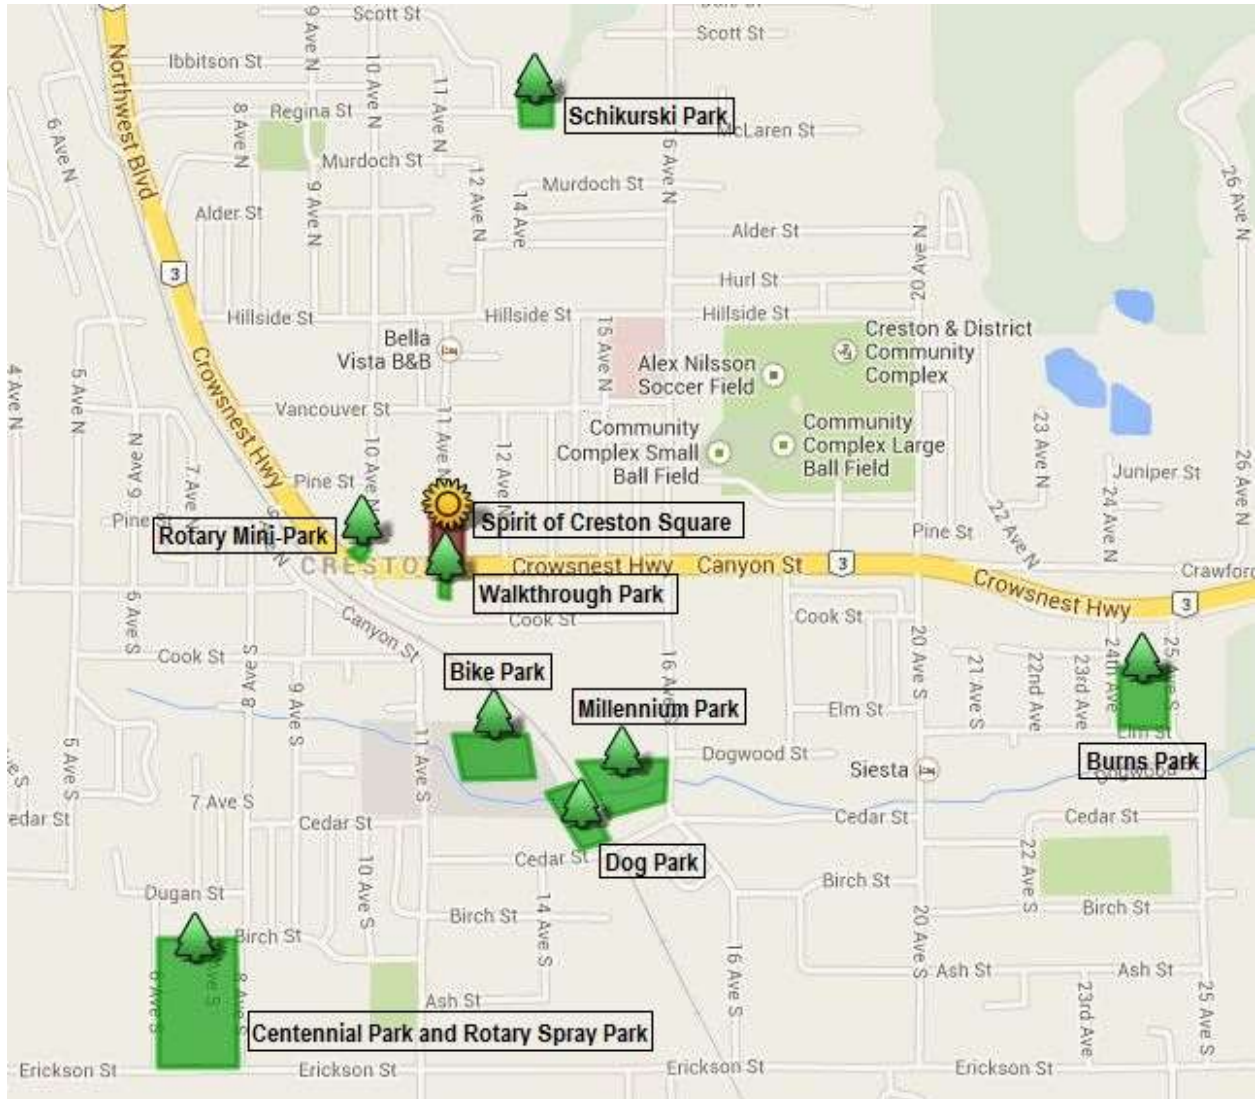 Scott St
Scott St
Northwest Blvd
Ibbitson St
9 Ave N
10 Ave N
11 Ave N
Schikurski Park
Regina St
McLaren St
6 Ave N
8 Ave N
Murdoch St
16 Ave N
9 Ave N
12 Ave N
14 Ave
Murdoch St
26 Ave N
Alder St
Alder St
20 Ave N
3
Hurl St
Hillside St
Hillside St
Hillside St
Bella
Vista B&B
15 Ave N
Creston & District
Community
Complex
Alex Nilsson
Soccer Field
Crowsnest Hwy
4 Ave N
5 Ave N
Vancouver St
Community
Complex Small
Ball Field
Community
Complex Large
Ball Field
6 Ave N
7 Ave N
10 Ave N
11 Ave N
12 Ave N
23 Ave N
24 Ave N
Juniper St
26 Ave N
Pine St
Pine St
Rotary Mini-Park
Spirit of Creston Square
Pine St
22 Ave N
CRESTO
Crowsnest Hwy
Canyon St
3
Crowsnest Hwy
Crawford
3
Walkthrough Park
6 Ave S
Canyon St
Cook St
Cook St
Cook St
8 Ave S
9 Ave S
Bike Park
16 Ave S
20 Ave S
21 Ave S
22nd Ave
23rd Ave
24th Ave
Millennium Park
Elm St
Elm St
5 Ave S
11 Ave S
Dogwood St
Siesta
Burns Park
Dogwood
7 Ave S
edar St
Cedar St
Cedar St
Cedar St
Cedar St
Dog Park
10 Ave S
22 Ave S
Dugan St
Birch St
Birch St
14 Ave S
Birch St
Birch St
20 Ave S
16 Ave S
6 Ave S
8 Ave S
Ash St
Ash St
Ash St
23rd Ave
25 Ave S
Centennial Park and Rotary Spray Park
Erickson St
Erickson St
Erickson St
Erickson St